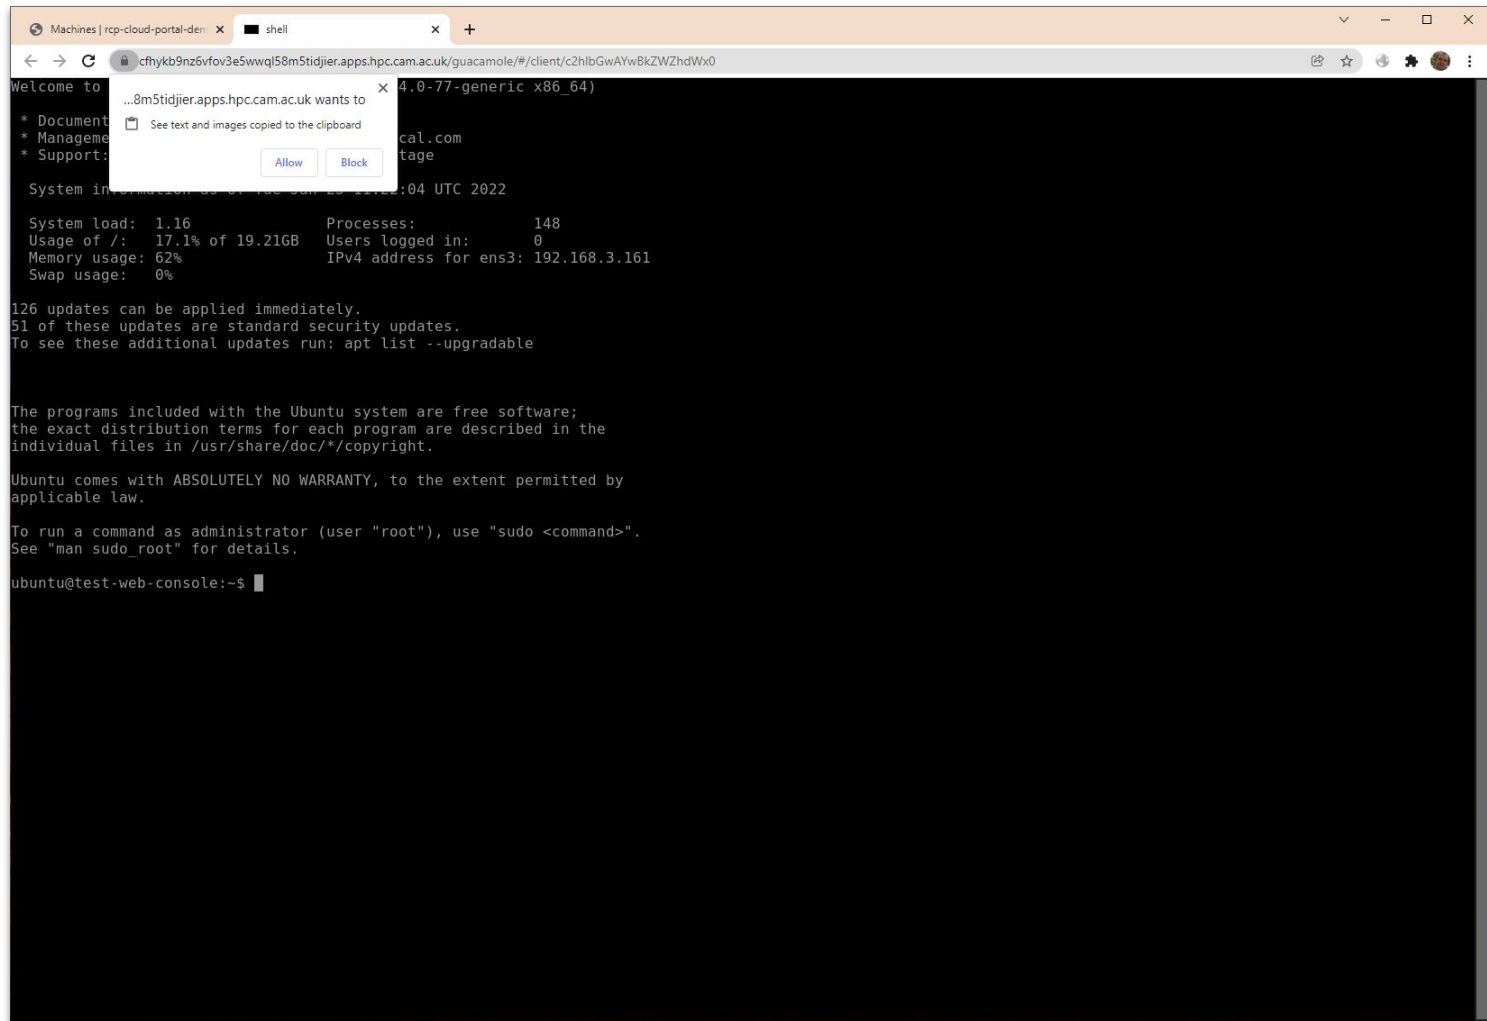 Machines | rcp-cloud-portal-dem
shell
cfhykb9nz6vfov3e5wwql58m5tidjier.apps.hpc.cam.ac.uk/guacamole/#/client/c2hlbGwAYwBkZWZhdWx0
...8m5tidjier.apps.hpc.cam.ac.uk wants to
See text and images copied to the clipboard
Allow Block
Welcome to 4.0-77-generic x86_64)
* Document
* Manageme cal.com
* Support: tage
System information as of Tue Jan 25 11:22:04 UTC 2022
System load: 1.16 Processes: 148
Usage of /: 17.1% of 19.21GB Users logged in: 0
Memory usage: 62% IPv4 address for ens3: 192.168.3.161
Swap usage: 0%
126 updates can be applied immediately.
51 of these updates are standard security updates.
To see these additional updates run: apt list --upgradable
The programs included with the Ubuntu system are free software;
the exact distribution terms for each program are described in the
individual files in /usr/share/doc/*/copyright.
Ubuntu comes with ABSOLUTELY NO WARRANTY, to the extent permitted by
applicable law.
To run a command as administrator (user "root"), use "sudo <command>".
See "man sudo_root" for details.
ubuntu@test-web-console:~$